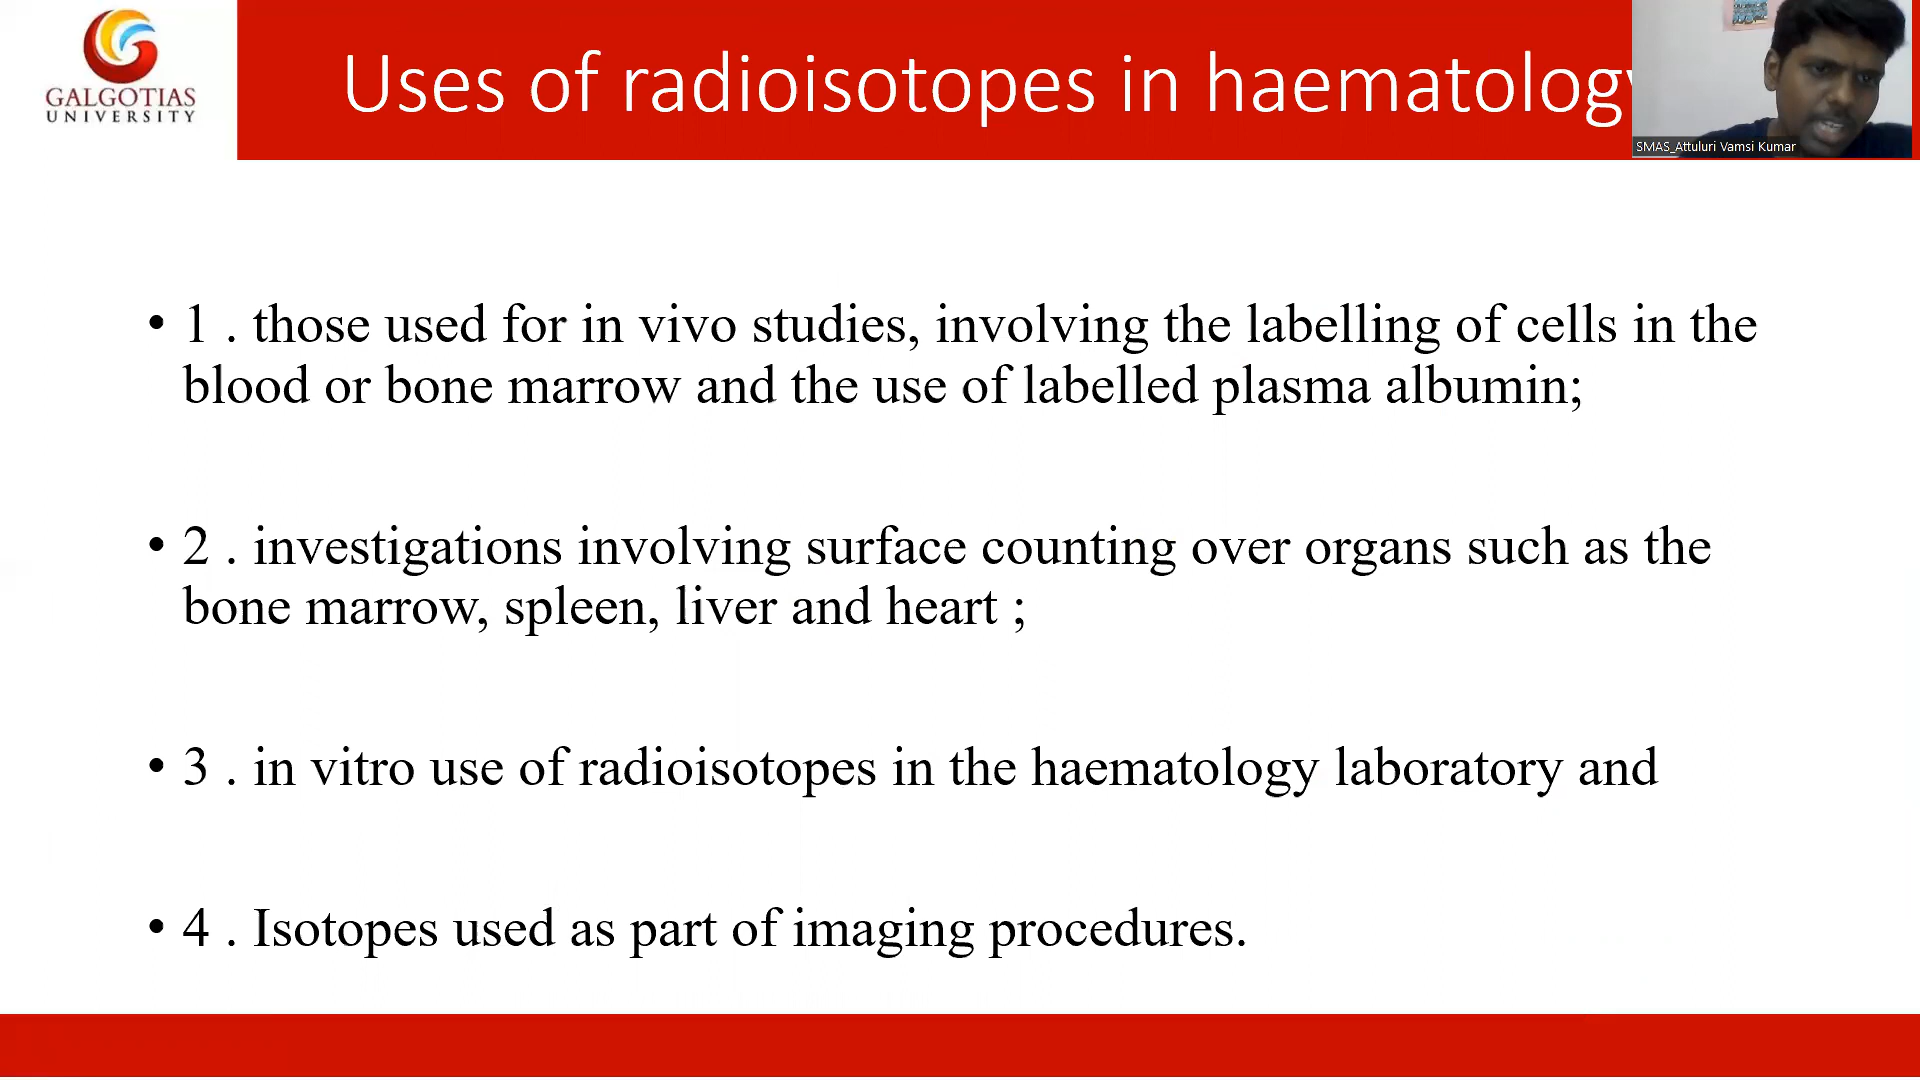 GALGOTIAS
UNIVERSITY
Uses of radioisotopes in haematology
SMAS_Attuluri Vamsi Kumar
• 1 . those used for in vivo studies, involving the labelling of cells in the
blood or bone marrow and the use of labelled plasma albumin;
• 2 . investigations involving surface counting over organs such as the
bone marrow, spleen, liver and heart ;
• 3 . in vitro use of radioisotopes in the haematology laboratory and
• 4 . Isotopes used as part of imaging procedures.